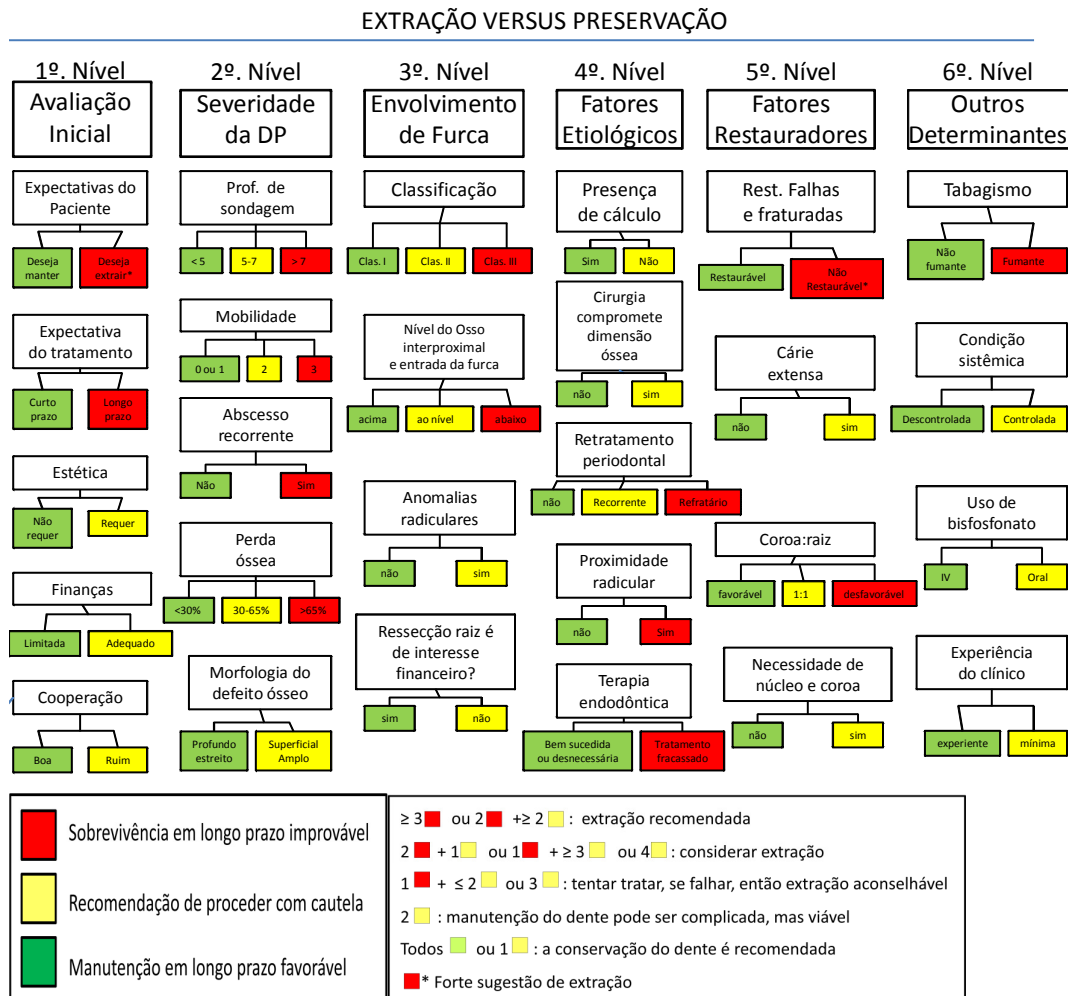 EXTRAÇÃO VERSUS PRESERVAÇÃO
1º. Nível
Avaliação
Inicial
Expectativas do
Paciente
Deseja
manter
Deseja
extrair*
Expectativa
do tratamento
Curto
prazo
Longo
prazo
Estética
Não
requer
Requer
Finanças
Limitada
Adequado
Cooperação
Boa
Ruim
2º. Nível
Severidade
da DP
Prof. de
sondagem
< 5
5-7
> 7
Mobilidade
0 ou 1
2
3
Abscesso
recorrente
Não
Sim
Perda
óssea
<30%
30-65%
>65%
Morfologia do
defeito ósseo
Profundo
estreito
Superficial
Amplo
3º. Nível
Envolvimento
de Furca
Classificação
Clas. I
Clas. II
Clas. III
Nível do Osso
interproximal
e entrada da furca
acima
ao nível
abaixo
Anomalias
radiculares
não
sim
Ressecção raiz é
de interesse
financeiro?
sim
não
4º. Nível
Fatores
Etiológicos
Presença
de cálculo
Sim
Não
Cirurgia
compromete
dimensão
óssea
não
sim
Retratamento
periodontal
não
Recorrente
Refratário
Proximidade
radicular
não
Sim
Terapia
endodôntica
Bem sucedida
ou desnecessária
Tratamento
fracassado
5º. Nível
Fatores
Restauradores
Rest. Falhas
e fraturadas
Restaurável
Não
Restaurável*
Cárie
extensa
não
sim
Coroa:raiz
favorável
1:1
desfavorável
Necessidade de
núcleo e coroa
não
sim
6º. Nível
Outros
Determinantes
Tabagismo
Não
fumante
Fumante
Condição
sistêmica
Descontrolada
Controlada
Uso de
bisfosfonato
IV
Oral
Experiência
do clínico
experiente
mínima
Sobrevivência em longo prazo improvável
Recomendação de proceder com cautela
Manutenção em longo prazo favorável
≥ 3 ou 2 +≥ 2 : extração recomendada
2 + 1 ou 1 + ≥ 3 ou 4 : considerar extração
1 + ≤ 2 ou 3 : tentar tratar, se falhar, então extração aconselhável
2 : manutenção do dente pode ser complicada, mas viável
Todos ou 1 : a conservação do dente é recomendada
* Forte sugestão de extração